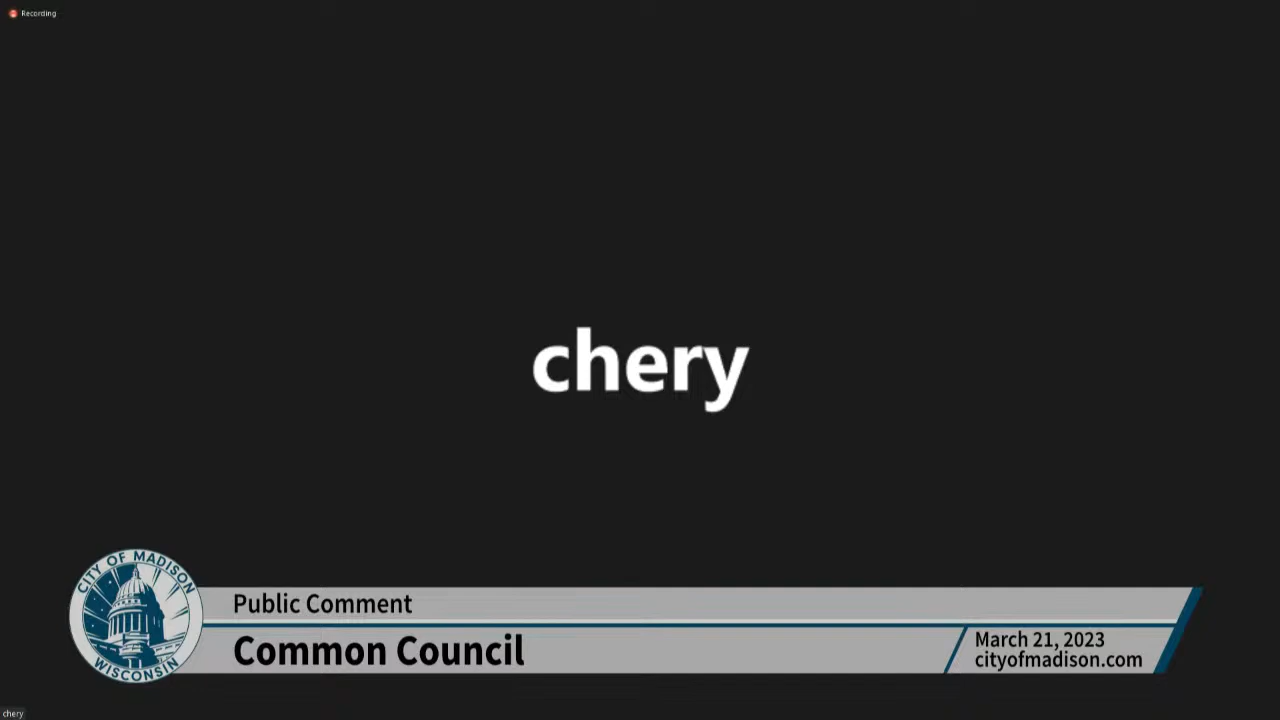 Recording
chery
CITY OF MADISON
WISCONSIN
Public Comment
Common Council
March 21, 2023
cityofmadison.com
chery